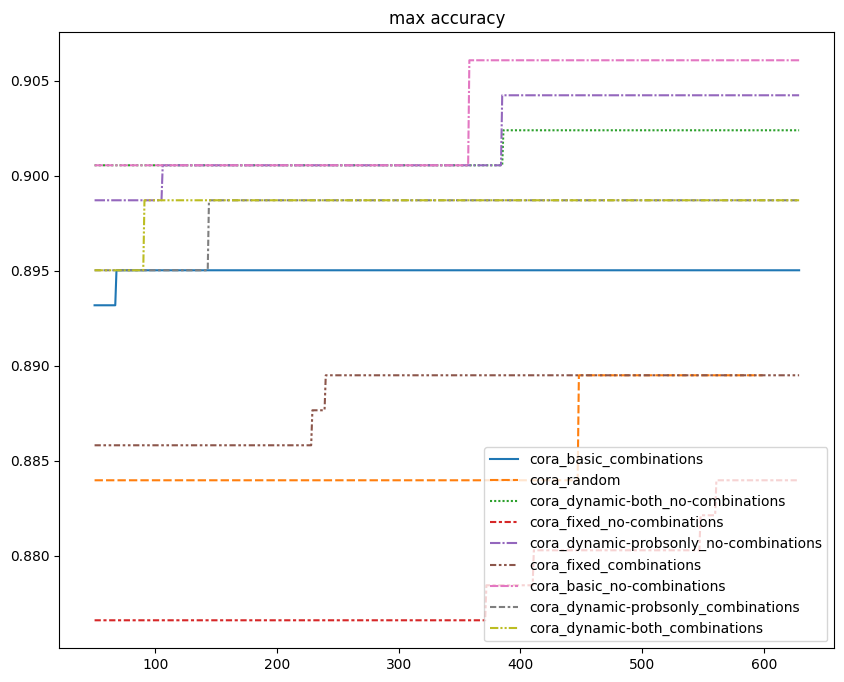 max accuracy
0.905
0.900
0.895
0.890
0.885
0.880
cora_basic_combinations
cora_random
cora_dynamic-both_no-combinations
cora_fixed_no-combinations
cora_dynamic-probsonly_no-combinations
cora_fixed_combinations
cora_basic_no-combinations
cora_dynamic-probsonly_combinations
cora_dynamic-both_combinations
100 200 300 400 500 600